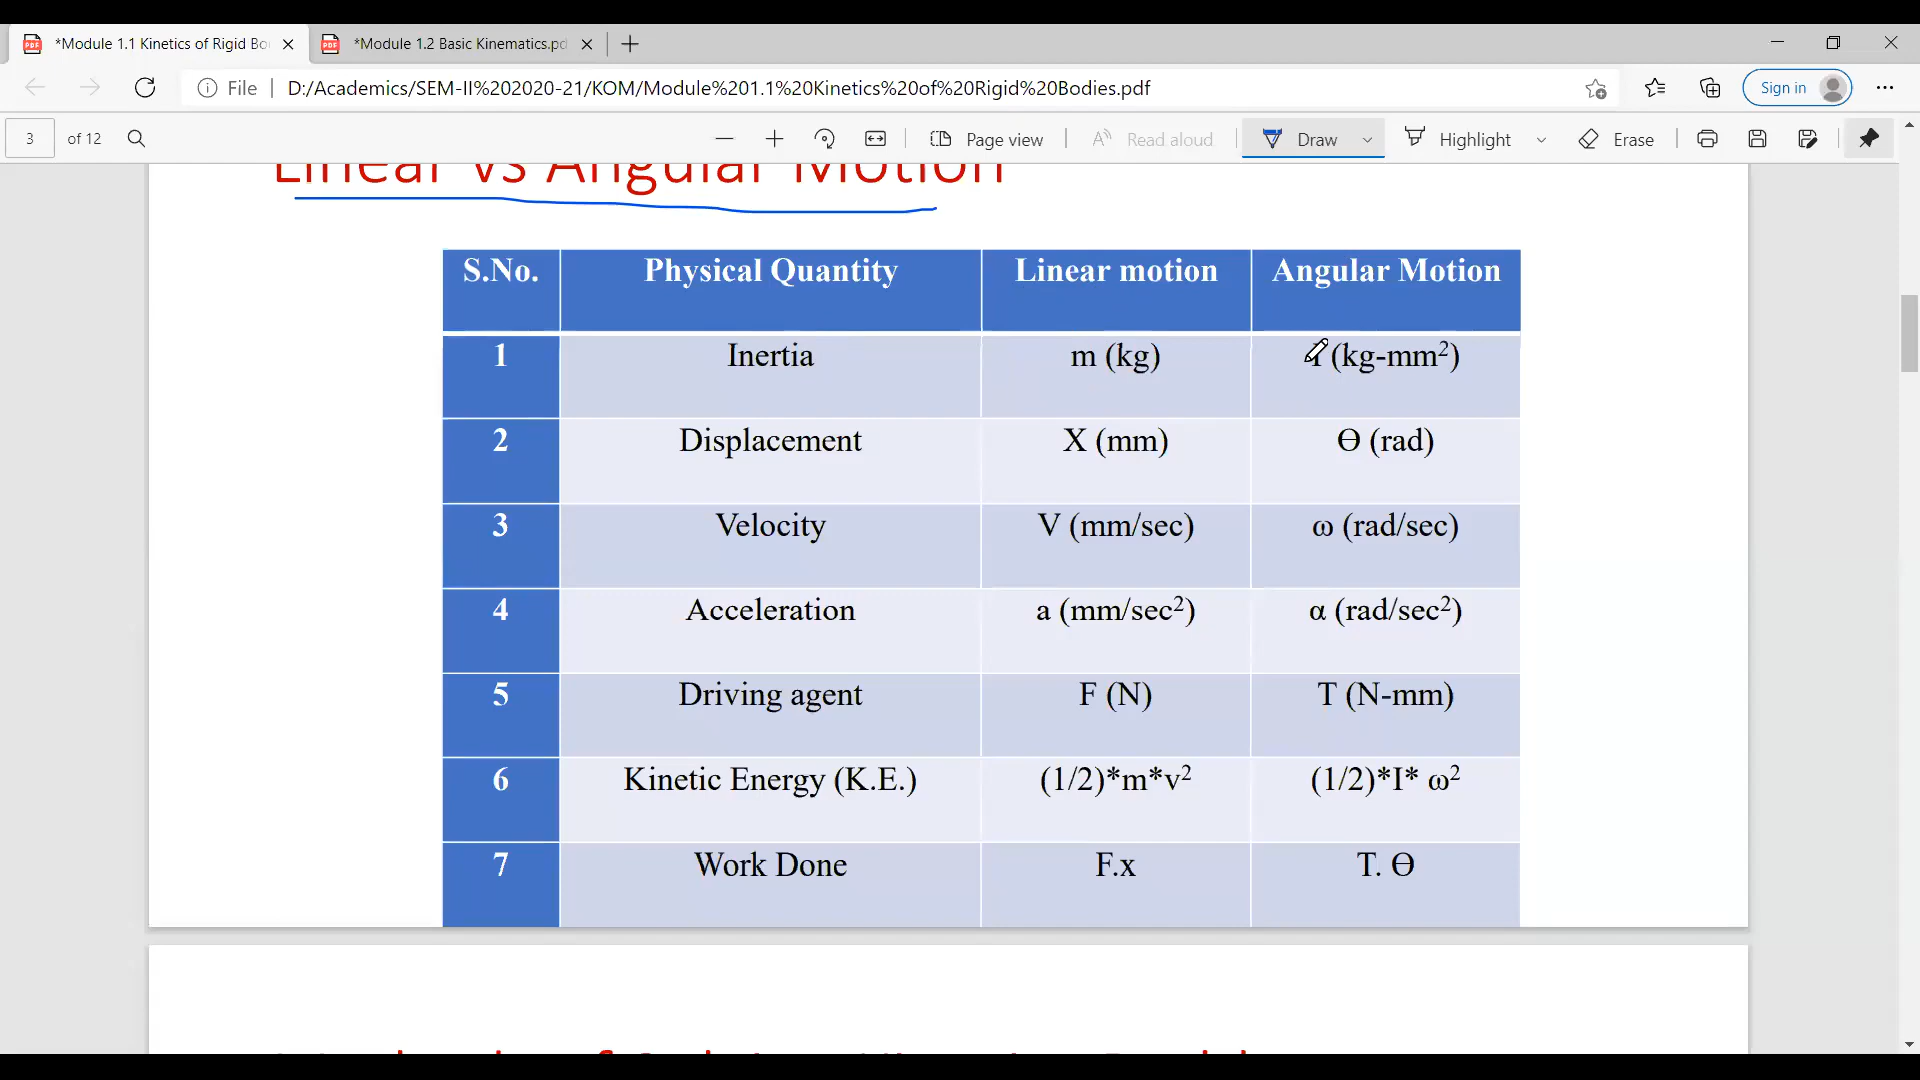 *Module 1.1 Kinetics of Rigid Bo
*Module 1.2 Basic Kinematics.pd
File
D:/Academics/SEM-II%202020-21/KOM/Module%201.1%20Kinetics%20of%20Rigid%20Bodies.pdf
Sign in
3 of 12
Page view
Read aloud
Draw
Highlight
Erase
Linear vs Angular Motion
S.No. Physical Quantity Linear motion Angular Motion
1 Inertia m (kg) I (kg-mm²)
2 Displacement X (mm) Ɵ (rad)
3 Velocity V (mm/sec) ω (rad/sec)
4 Acceleration a (mm/sec²) α (rad/sec²)
5 Driving agent F (N) T (N-mm)
6 Kinetic Energy (K.E.) (1/2)*m*v² (1/2)*I* ω²
7 Work Done F.x T. Ɵ